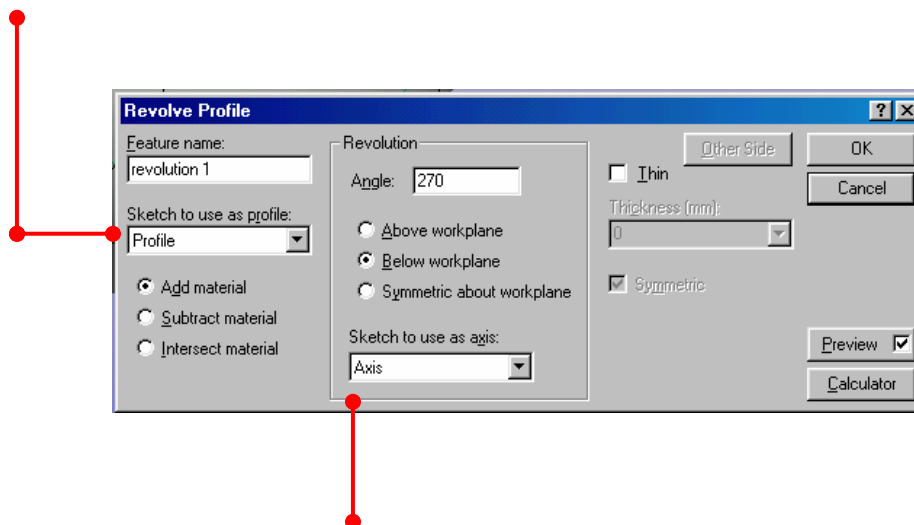 Revolve Profile
Feature name:
revolution 1
Sketch to use as profile:
Profile
Add material
Subtract material
Intersect material
Revolution
Angle: 270
Above workplane
Below workplane
Symmetric about workplane
Sketch to use as axis:
Axis
Other Side
Thin
Thickness (mm):
0
Symmetric
OK
Cancel
Preview
Calculator